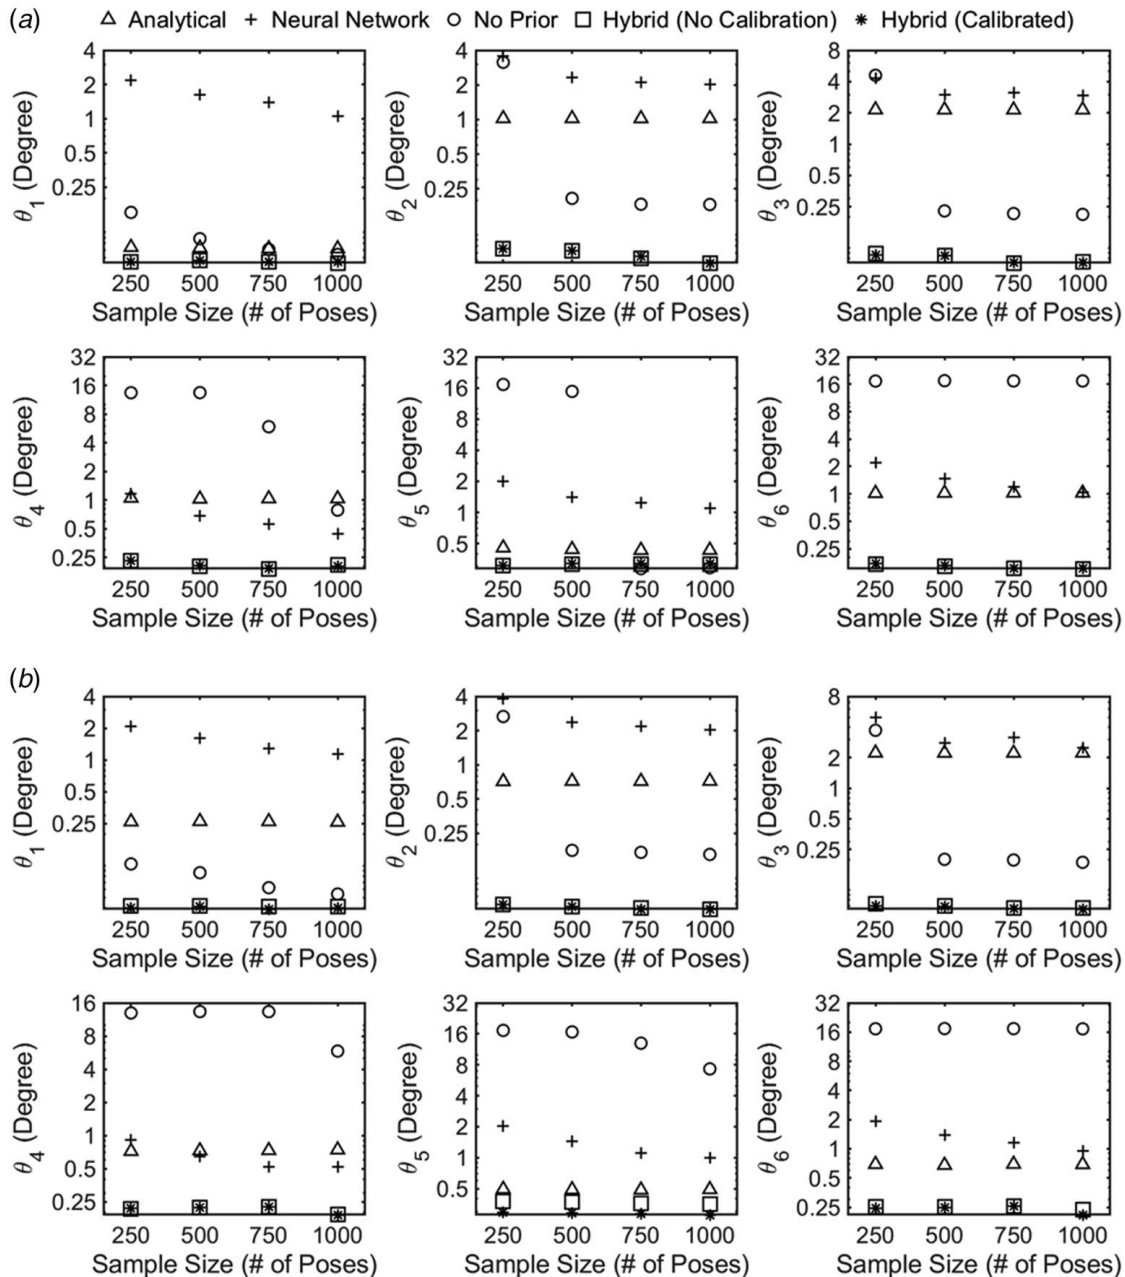 (a) Analytical Neural Network No Prior Hybrid (No Calibration) Hybrid (Calibrated)
θ1 (Degree)
4
2
1
0.5
0.25
250 500 750 1000
Sample Size (# of Poses)
θ2 (Degree)
4
2
1
0.5
0.25
250 500 750 1000
Sample Size (# of Poses)
θ3 (Degree)
8
4
2
1
0.5
0.25
250 500 750 1000
Sample Size (# of Poses)
θ4 (Degree)
32
16
8
4
2
1
0.5
0.25
250 500 750 1000
Sample Size (# of Poses)
θ5 (Degree)
32
16
8
4
2
1
0.5
250 500 750 1000
Sample Size (# of Poses)
θ6 (Degree)
32
16
8
4
2
1
0.5
0.25
250 500 750 1000
Sample Size (# of Poses)
(b)
θ1 (Degree)
4
2
1
0.5
0.25
250 500 750 1000
Sample Size (# of Poses)
θ2 (Degree)
4
2
1
0.5
0.25
250 500 750 1000
Sample Size (# of Poses)
θ3 (Degree)
8
4
2
1
0.5
0.25
250 500 750 1000
Sample Size (# of Poses)
θ4 (Degree)
16
8
4
2
1
0.5
0.25
250 500 750 1000
Sample Size (# of Poses)
θ5 (Degree)
32
16
8
4
2
1
0.5
250 500 750 1000
Sample Size (# of Poses)
θ6 (Degree)
32
16
8
4
2
1
0.5
0.25
250 500 750 1000
Sample Size (# of Poses)